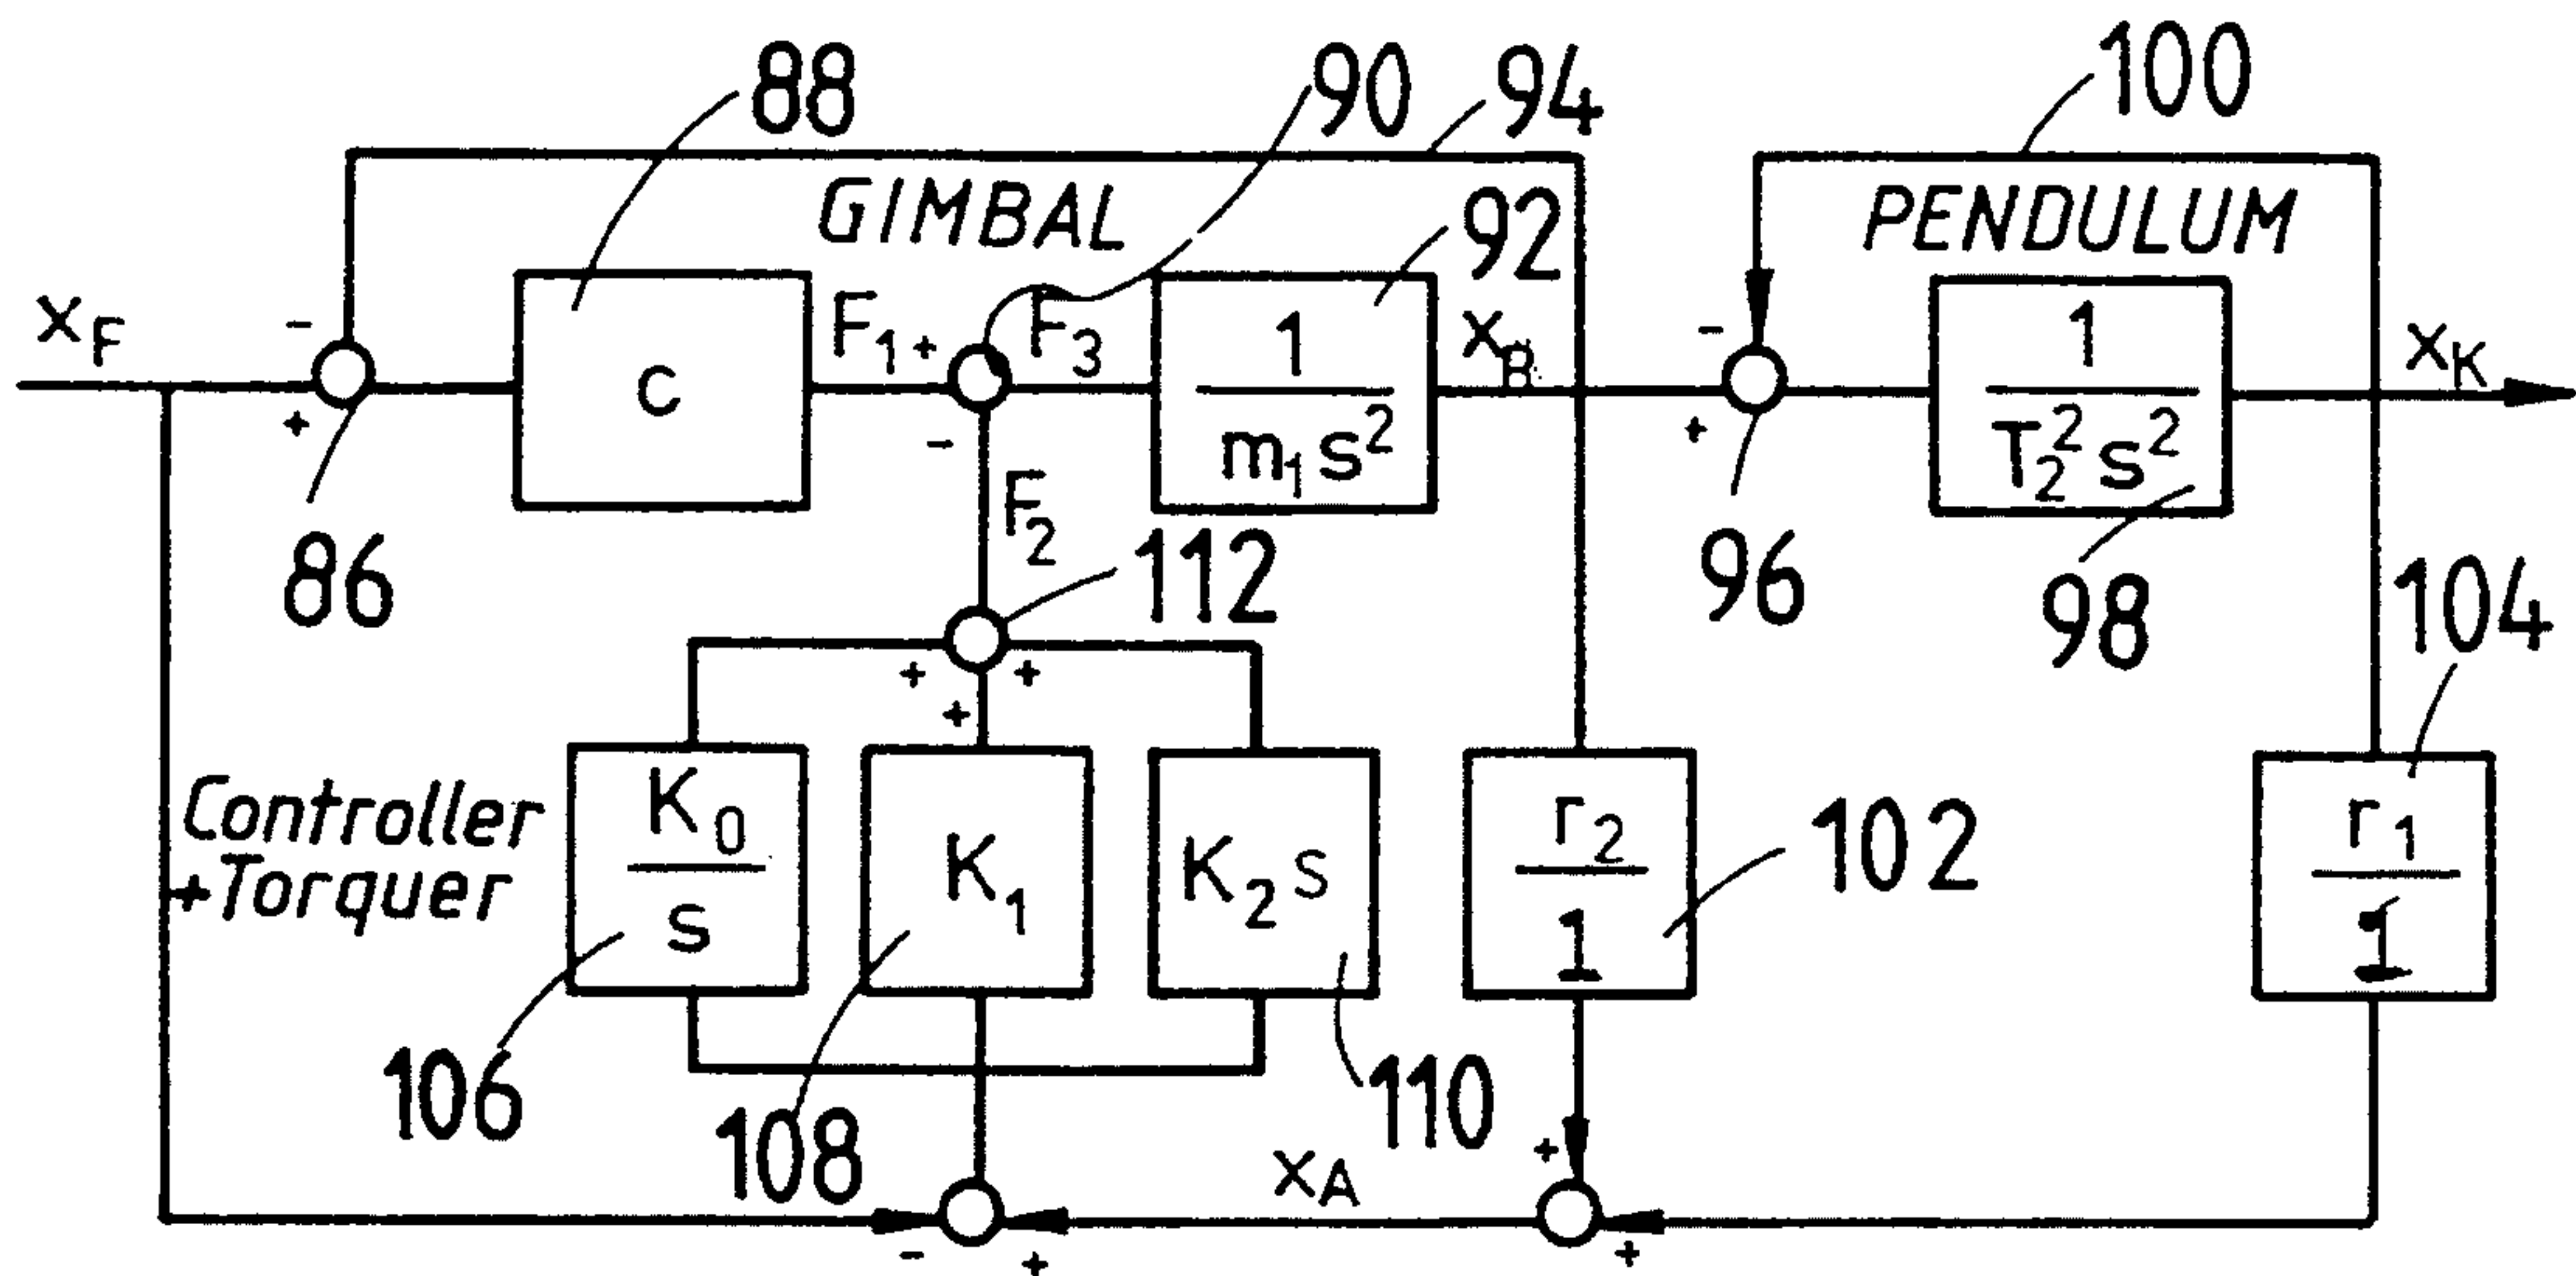 88
90
94
100
GIMBAL
92
PENDULUM
x_F
-
+
86
C
F_1 +
-
F_3
1
m_1 s^2
x_B
-
+
96
1
T_2^2 s^2
98
x_K
F_2
112
+
+
+
104
Controller
+Torquer
K_0
s
K_1
K_2 s
r_2
1
102
r_1
106
108
110
x_A
+
-
+
+